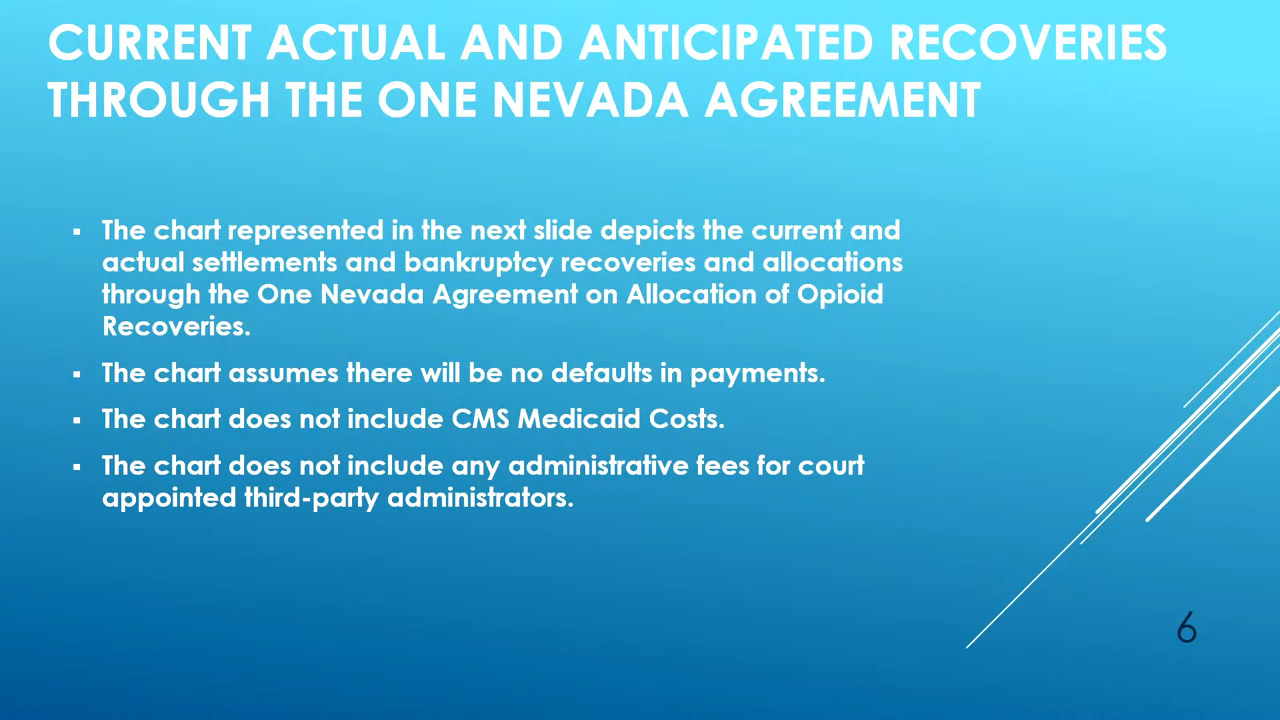 CURRENT ACTUAL AND ANTICIPATED RECOVERIES
THROUGH THE ONE NEVADA AGREEMENT
▪ The chart represented in the next slide depicts the current and
actual settlements and bankruptcy recoveries and allocations
through the One Nevada Agreement on Allocation of Opioid
Recoveries.
▪ The chart assumes there will be no defaults in payments.
▪ The chart does not include CMS Medicaid Costs.
▪ The chart does not include any administrative fees for court
appointed third-party administrators.
6